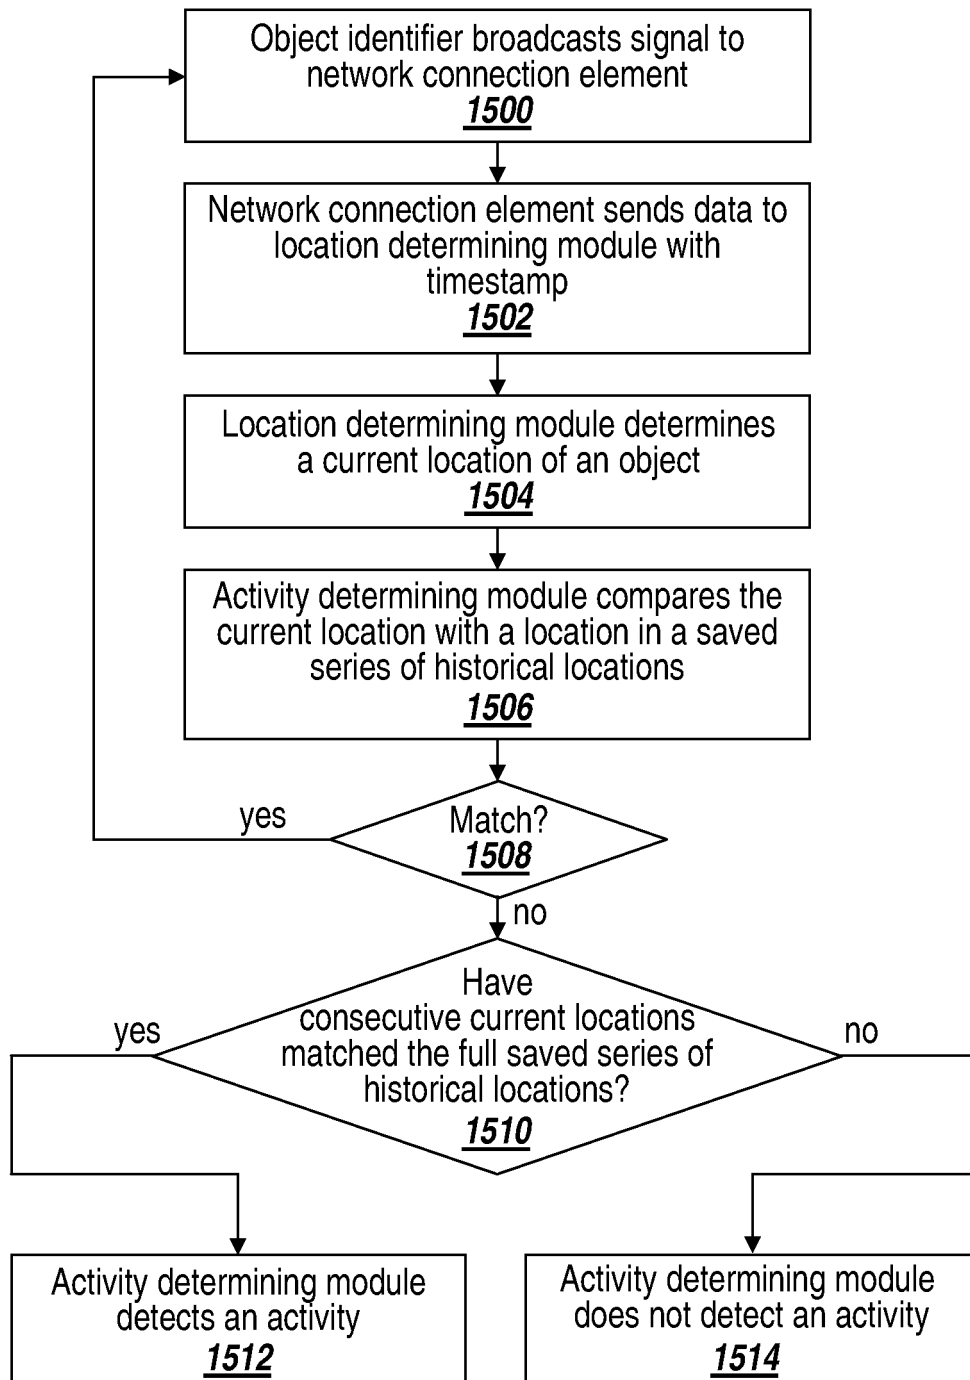 Object identifier broadcasts signal to
network connection element
1500
Network connection element sends data to
location determining module with
timestamp
1502
Location determining module determines
a current location of an object
1504
Activity determining module compares the
current location with a location in a saved
series of historical locations
1506
yes
Match?
1508
no
Have
consecutive current locations
matched the full saved series of
historical locations?
1510
yes
no
Activity determining module
detects an activity
1512
Activity determining module
does not detect an activity
1514